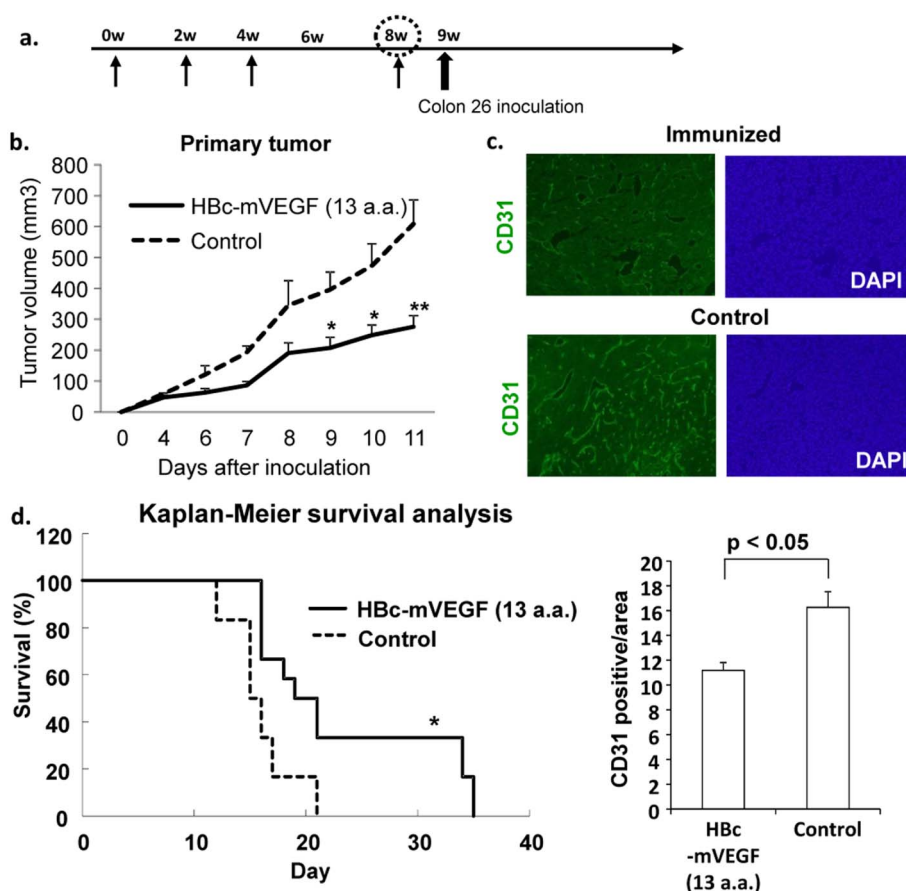 a.
0w 2w 4w 6w 8w 9w
Colon 26 inoculation
b.
Primary tumor
Tumor volume (mm3)
800
700
600
500
400
300
200
100
0
HBc-mVEGF (13 a.a.)
Control
* * **
0 4 6 7 8 9 10 11
Days after inoculation
c.
Immunized
CD31
DAPI
Control
CD31
DAPI
d.
Kaplan-Meier survival analysis
Survival (%)
120
100
80
60
40
20
0
HBc-mVEGF (13 a.a.)
Control
*
0 10 20 30 40
Day
p < 0.05
CD31 positive/area
20
18
16
14
12
10
8
6
4
2
0
HBc
-mVEGF
(13 a.a.)
Control